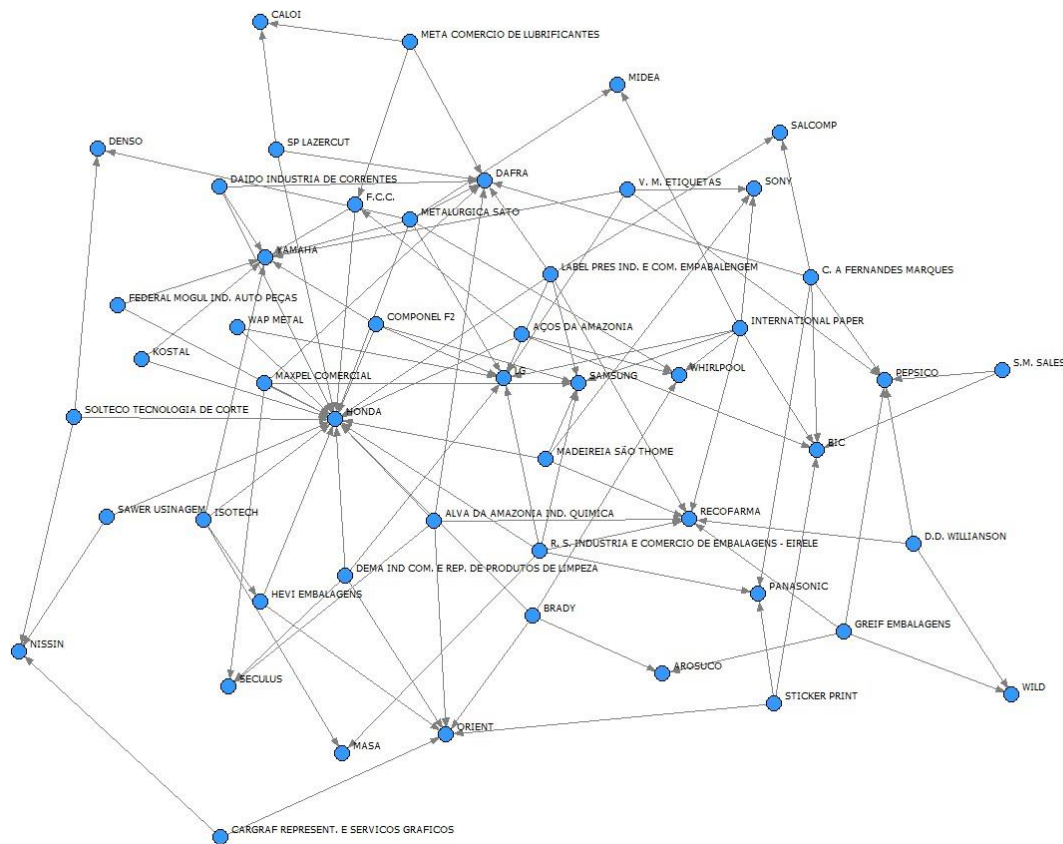 CALOI
META COMERCIO DE LUBRIFICANTES
MIDEA
SALCOMP
DENSO
SP LAZERCUT
DAFRA
DAIDO INDUSTRIA DE CORRENTES
V. M. ETIQUETAS
SONY
F.C.C.
METALURGICA SATO
YAMAHA
LABEL PRES IND. E COM. EMPABALENGEM
C. A FERNANDES MARQUES
FEDERAL MOGUL IND. AUTO PEÇAS
WAP METAL
COMPONEL F2
AÇOS DA AMAZONIA
INTERNATIONAL PAPER
KOSTAL
MAXPEL COMERCIAL
LG
SAMSUNG
WHIRLPOOL
PEPSICO
S.M. SALES
SOLTECO TECNOLOGIA DE CORTE
HONDA
BIC
MADEIREIA SÃO THOME
SAWER USINAGEM
ISOTECH
ALVA DA AMAZONIA IND. QUIMICA
RECOFARMA
R. S. INDUSTRIA E COMERCIO DE EMBALAGENS - EIRELE
D.D. WILLIANSON
DEMA IND COM. E REP. DE PRODUTOS DE LIMPEZA
HEVI EMBALAGENS
BRADY
PANASONIC
GREIF EMBALAGENS
NISSIN
SECULUS
AROSUCO
STICKER PRINT
WILD
ORIENT
MASA
CARGRAF REPRESENT. E SERVICOS GRAFICOS